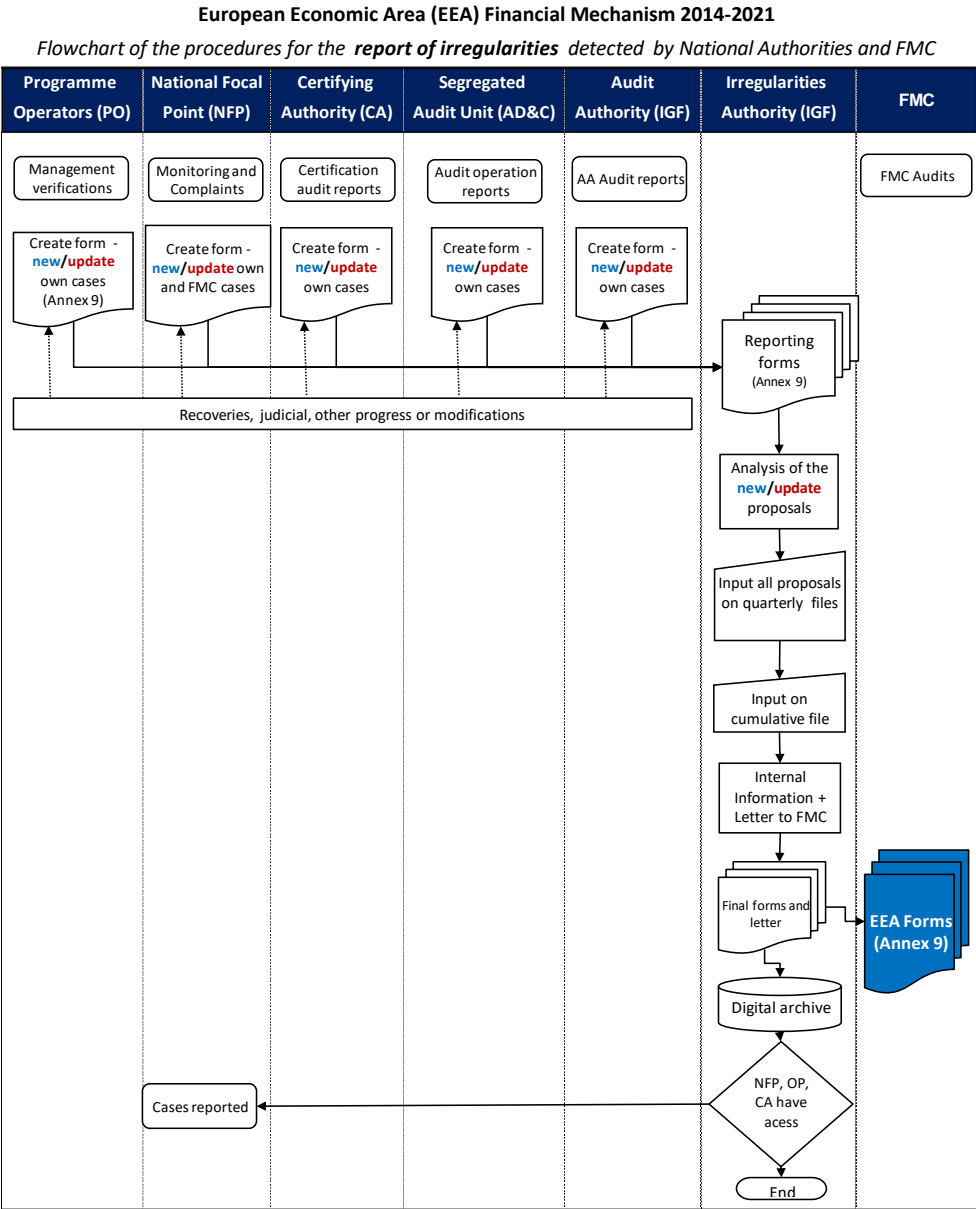 European Economic Area (EEA) Financial Mechanism 2014-2021
Flowchart of the procedures for the report of irregularities detected by National Authorities and FMC
Programme
Operators (PO)
National Focal
Point (NFP)
Certifying
Authority (CA)
Segregated
Audit Unit (AD&C)
Audit
Authority (IGF)
Irregularities
Authority (IGF)
FMC
Management
verifications
Monitoring and
Complaints
Certification
audit reports
Audit operation
reports
AA Audit reports
FMC Audits
Create form -
new/update
own cases
(Annex 9)
Create form -
new/update own
and FMC cases
Create form -
new/update
own cases
Create form -
new/update
own cases
Create form -
new/update
own cases
Reporting
forms
(Annex 9)
Recoveries, judicial, other progress or modifications
Analysis of the
new/update
proposals
Input all proposals
on quarterly files
Input on
cumulative file
Internal
Information +
Letter to FMC
Final forms and
letter
EEA Forms
(Annex 9)
Digital archive
NFP, OP,
CA have
acess
Cases reported
End